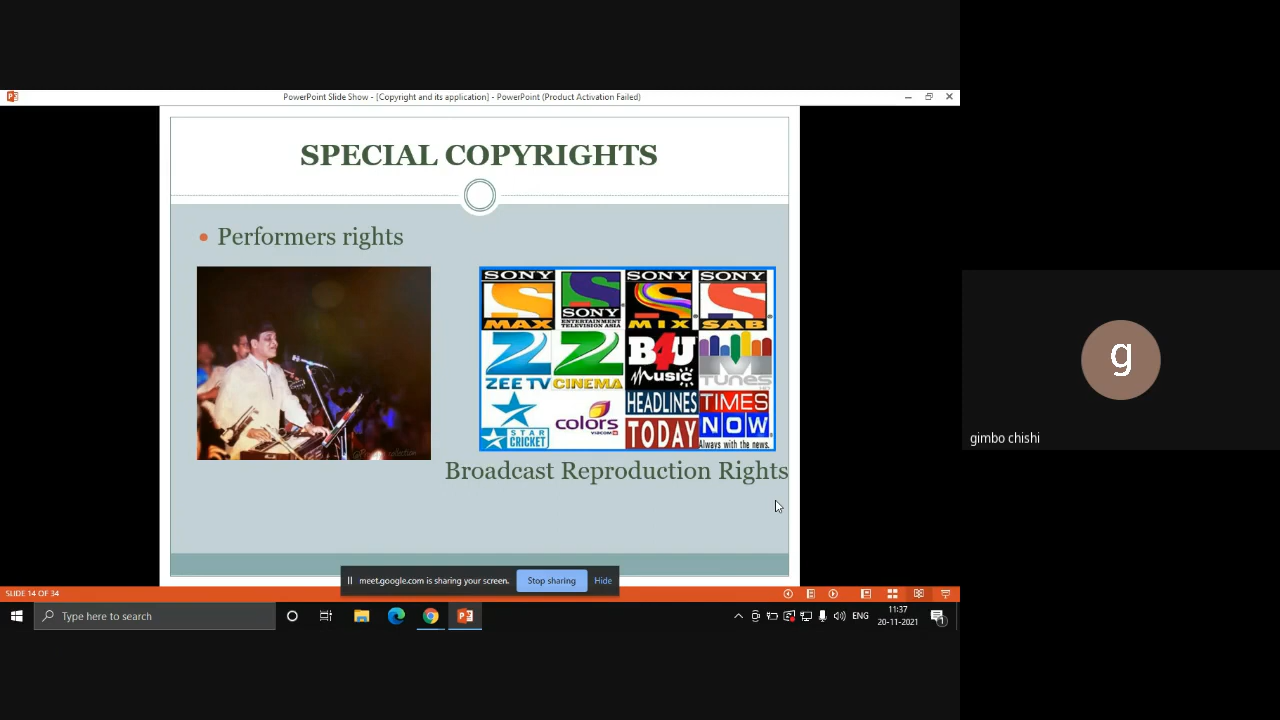 PowerPoint Slide Show - [Copyright and its application] - PowerPoint (Product Activation Failed)
SPECIAL COPYRIGHTS
Performers rights
SONY SONY SONY
MAX SONY MIX SAB
ENTERTAINMENT
TELEVISION ASIA
ZEE TV CINEMA B4U Music M TUNES
STAR CRICKET colors VIACOM18 HEADLINES TODAY TIMES NOW
Always with the news.
Broadcast Reproduction Rights
meet.google.com is sharing your screen. Stop sharing Hide
SLIDE 14 OF 34
Type here to search
ENG
11:37
20-11-2021
1
g
gimbo chishi